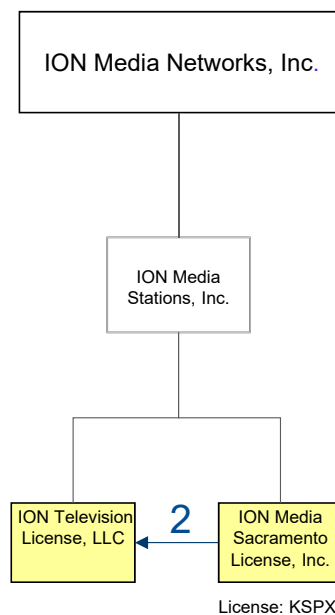 ION Media Networks, Inc.
ION Media
Stations, Inc.
ION Television
License, LLC
2
ION Media
Sacramento
License, Inc.
License: KSPX